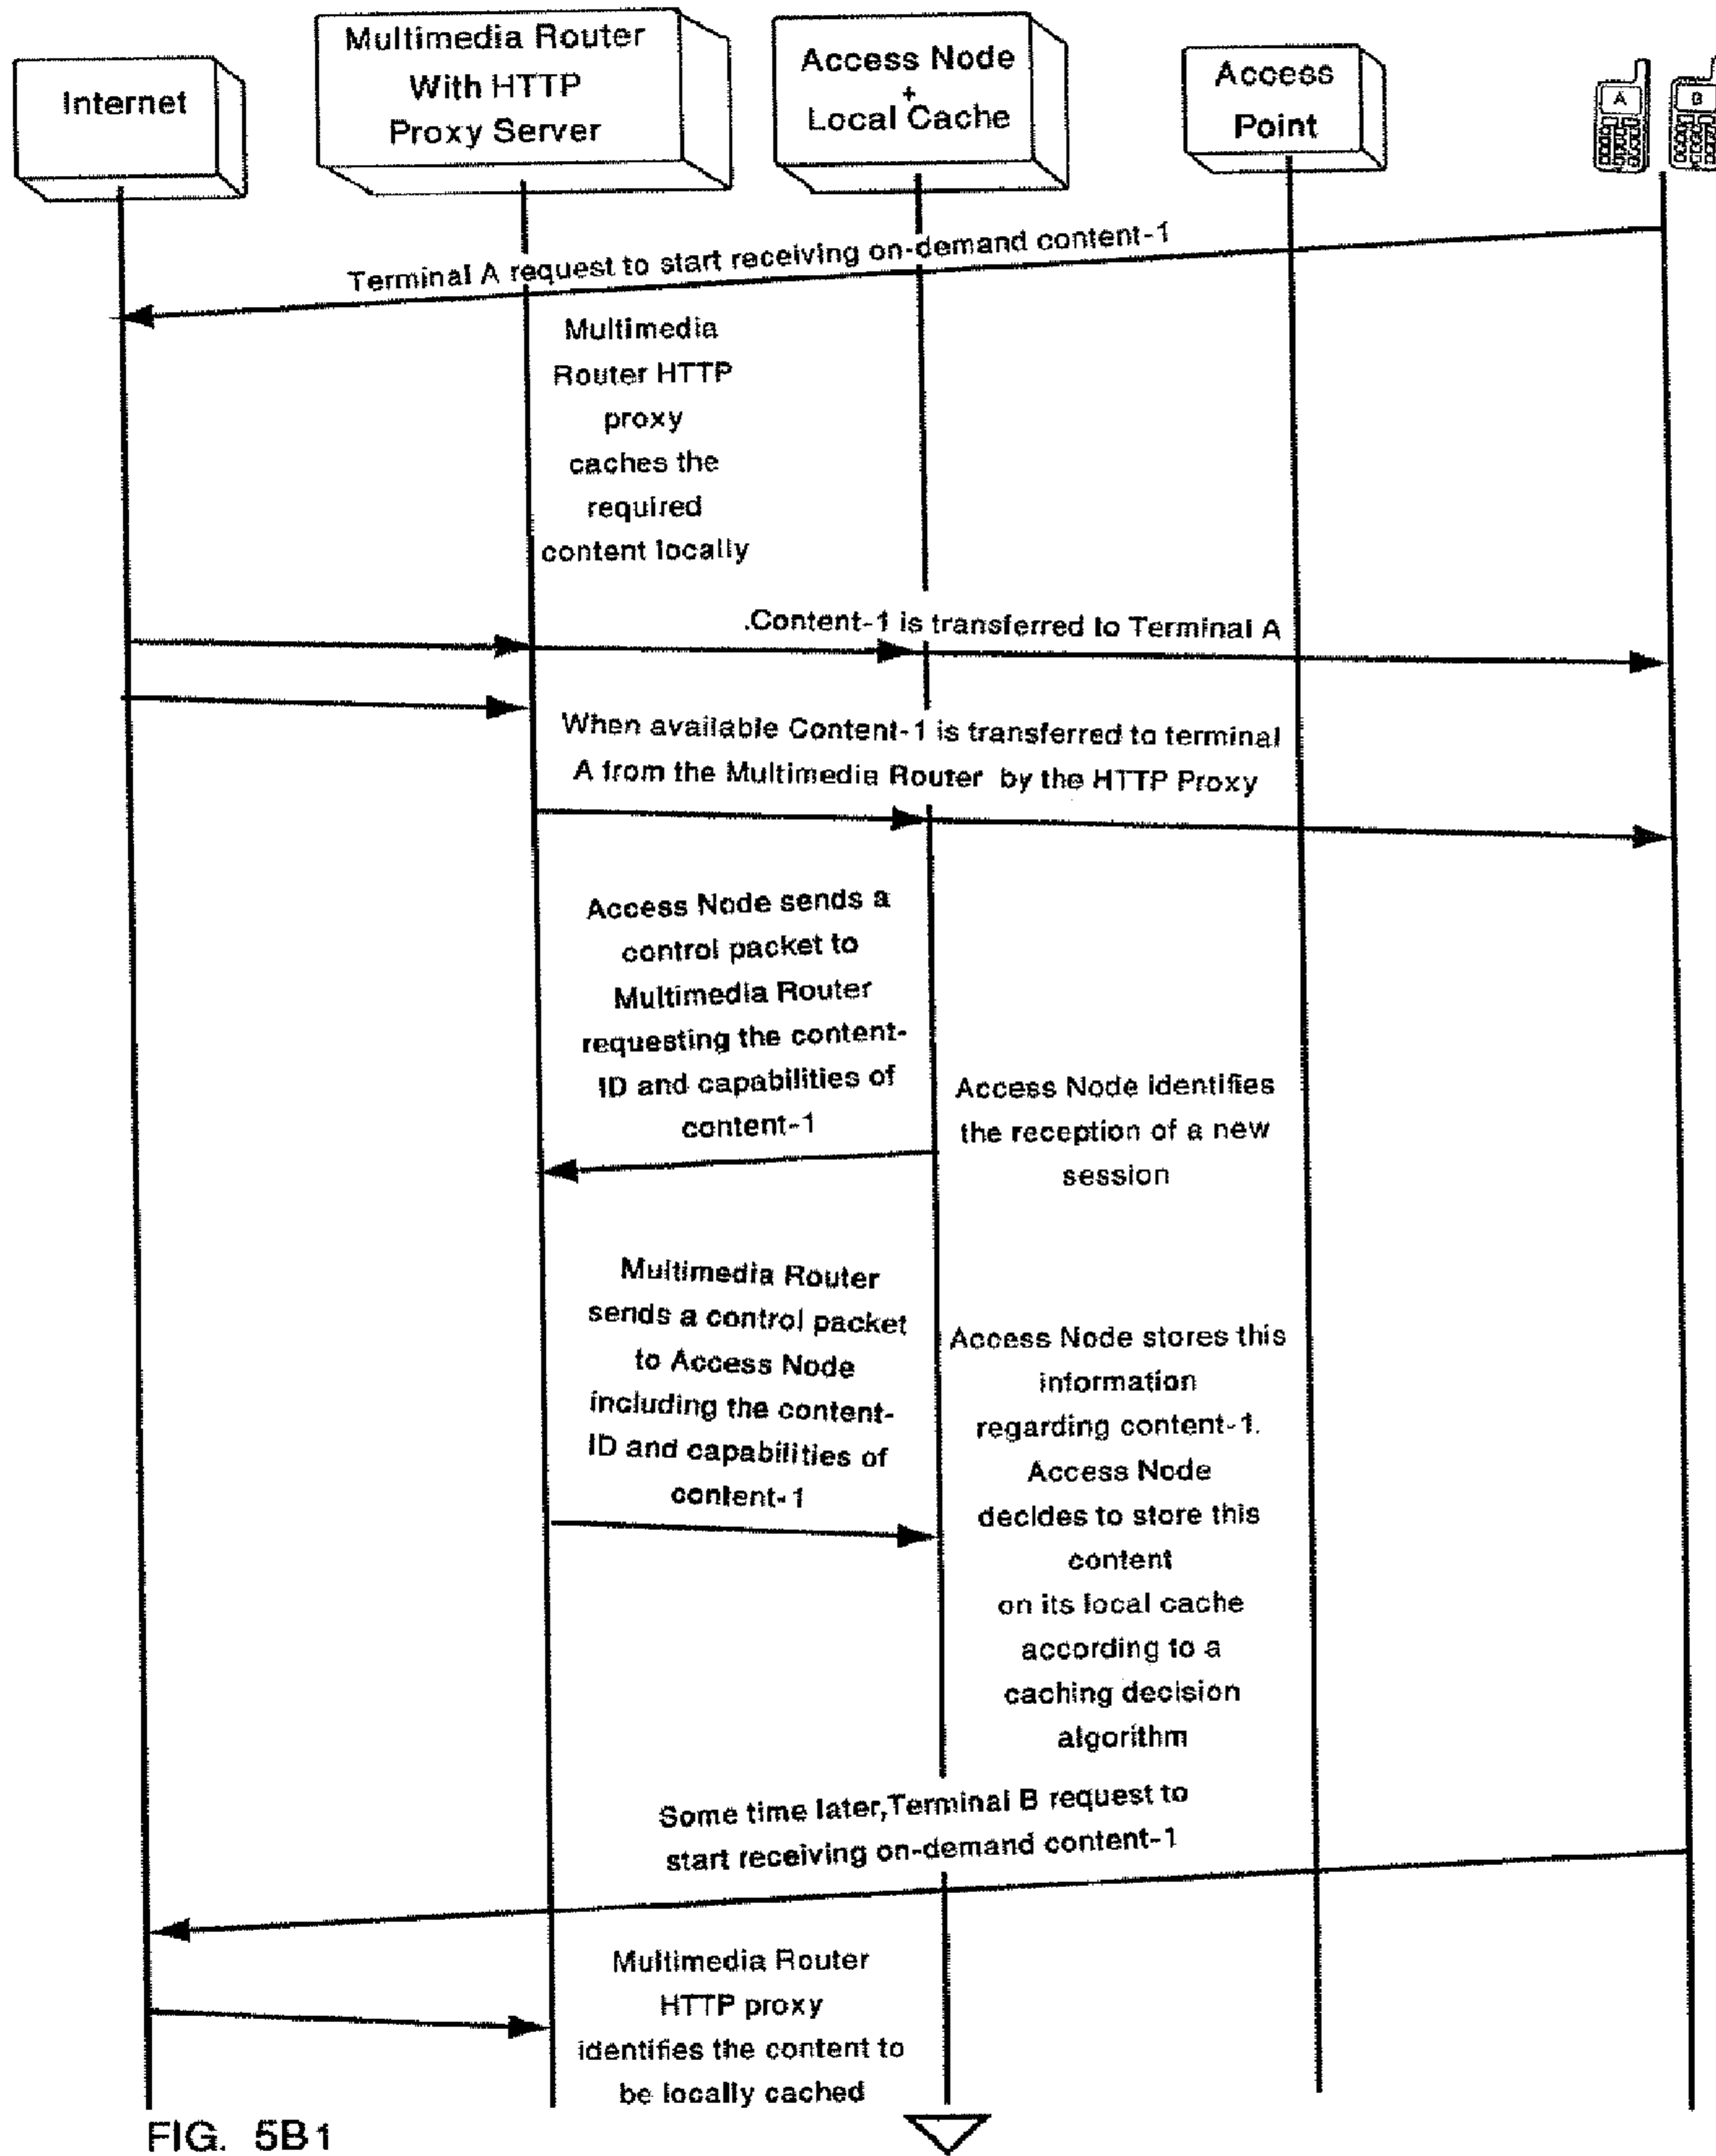 Internet
Multimedia Router
With HTTP
Proxy Server
Access Node
+
Local Cache
Access
Point
A
B
Terminal A request to start receiving on-demand content-1
Multimedia
Router HTTP
proxy
caches the
required
content locally
.Content-1 is transferred to Terminal A
When available Content-1 is transferred to terminal
A from the Multimedia Router by the HTTP Proxy
Access Node sends a
control packet to
Multimedia Router
requesting the content-
ID and capabilities of
content-1
Access Node identifies
the reception of a new
session
Multimedia Router
sends a control packet
to Access Node
including the content-
ID and capabilities of
content-1
Access Node stores this
information
regarding content-1.
Access Node
decides to store this
content
on its local cache
according to a
caching decision
algorithm
Some time later,Terminal B request to
start receiving on-demand content-1
Multimedia Router
HTTP proxy
identifies the content to
be locally cached
FIG. 5B1